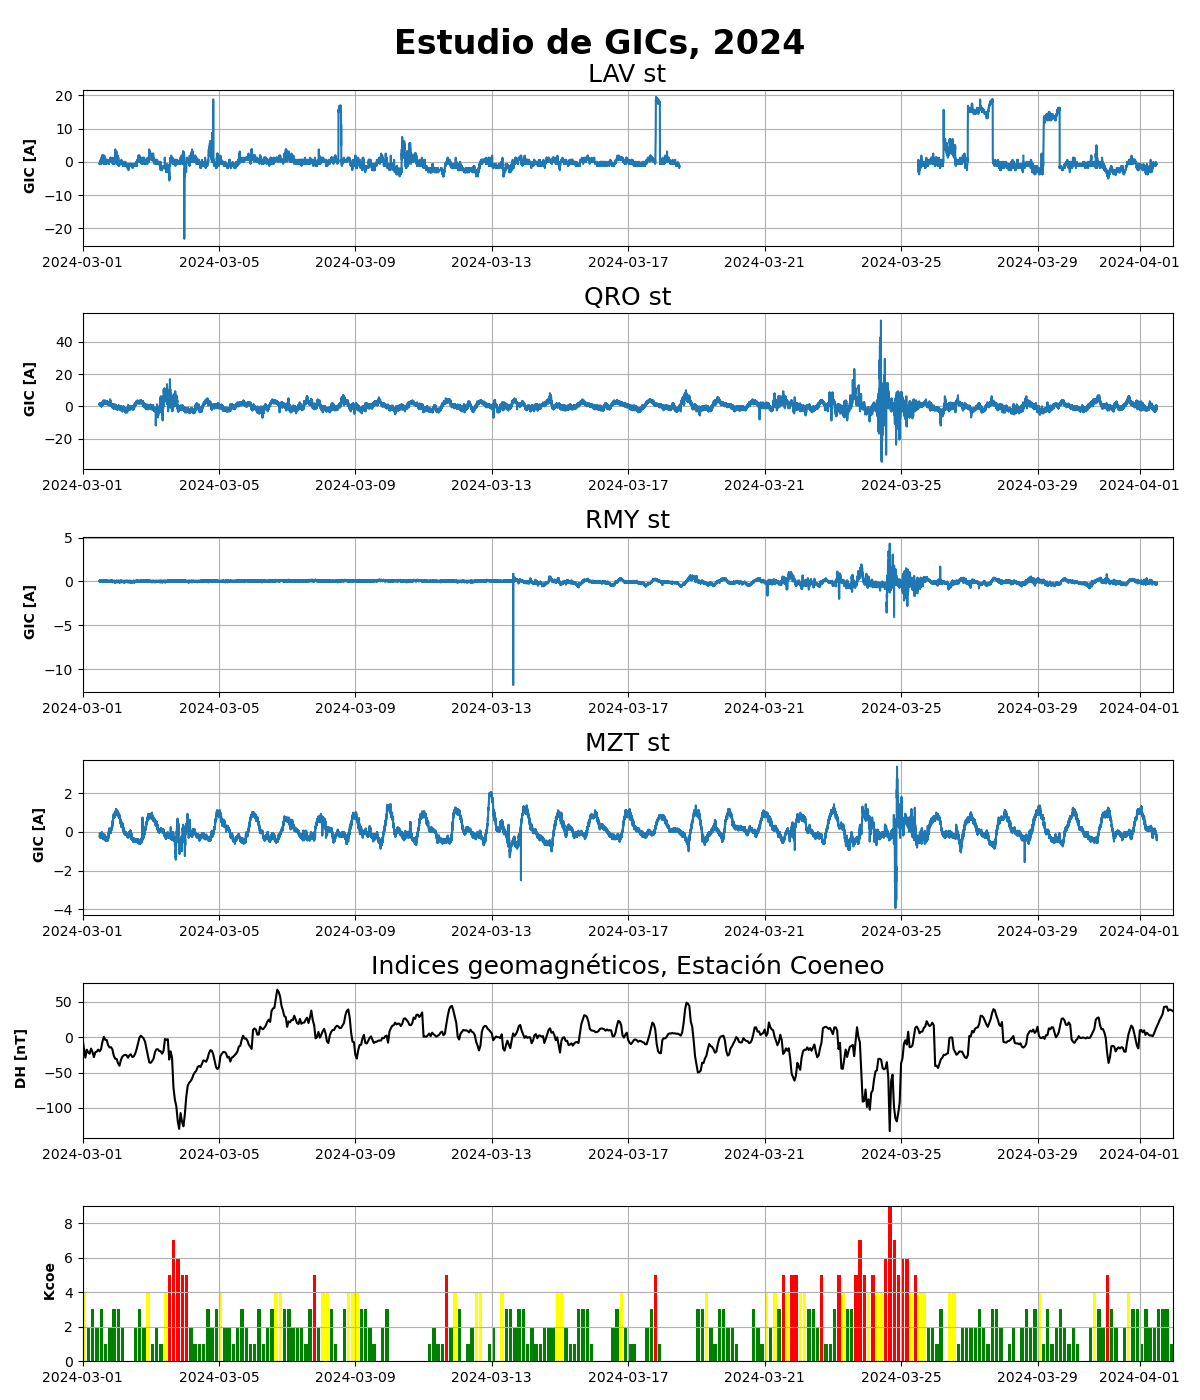 Estudio de GICs, 2024
LAV st
GIC [A]
20
10
0
−10
−20
2024-03-01 2024-03-05 2024-03-09 2024-03-13 2024-03-17 2024-03-21 2024-03-25 2024-03-29 2024-04-01
QRO st
GIC [A]
40
20
0
−20
2024-03-01 2024-03-05 2024-03-09 2024-03-13 2024-03-17 2024-03-21 2024-03-25 2024-03-29 2024-04-01
RMY st
GIC [A]
5
0
−5
−10
2024-03-01 2024-03-05 2024-03-09 2024-03-13 2024-03-17 2024-03-21 2024-03-25 2024-03-29 2024-04-01
MZT st
GIC [A]
2
0
−2
−4
2024-03-01 2024-03-05 2024-03-09 2024-03-13 2024-03-17 2024-03-21 2024-03-25 2024-03-29 2024-04-01
Indices geomagnéticos, Estación Coeneo
DH [nT]
50
0
−50
−100
2024-03-01 2024-03-05 2024-03-09 2024-03-13 2024-03-17 2024-03-21 2024-03-25 2024-03-29 2024-04-01
Kcoe
8
6
4
2
0
2024-03-01 2024-03-05 2024-03-09 2024-03-13 2024-03-17 2024-03-21 2024-03-25 2024-03-29 2024-04-01